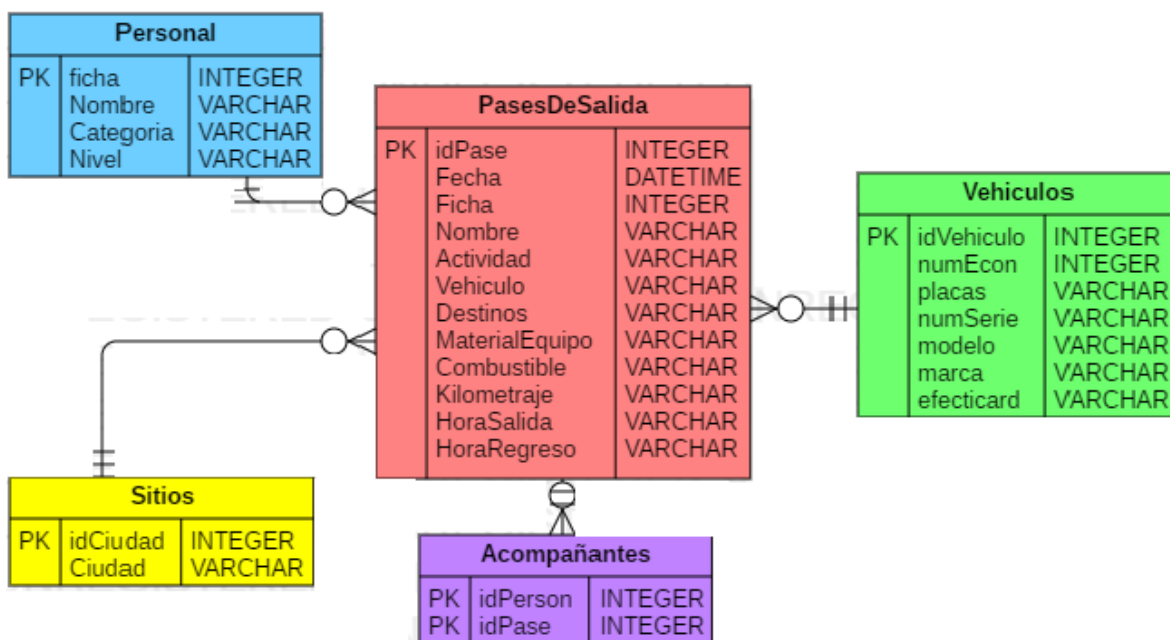 Personal
PK ficha INTEGER
Nombre VARCHAR
Categoria VARCHAR
Nivel VARCHAR
PasesDeSalida
PK idPase INTEGER
Fecha DATETIME
Ficha INTEGER
Nombre VARCHAR
Actividad VARCHAR
Vehiculo VARCHAR
Destinos VARCHAR
MaterialEquipo VARCHAR
Combustible VARCHAR
Kilometraje VARCHAR
HoraSalida VARCHAR
HoraRegreso VARCHAR
Vehiculos
PK idVehiculo INTEGER
numEcon INTEGER
placas VARCHAR
numSerie VARCHAR
modelo VARCHAR
marca VARCHAR
efecticard VARCHAR
Sitios
PK idCiudad INTEGER
Ciudad VARCHAR
Acompañantes
PK idPerson INTEGER
PK idPase INTEGER